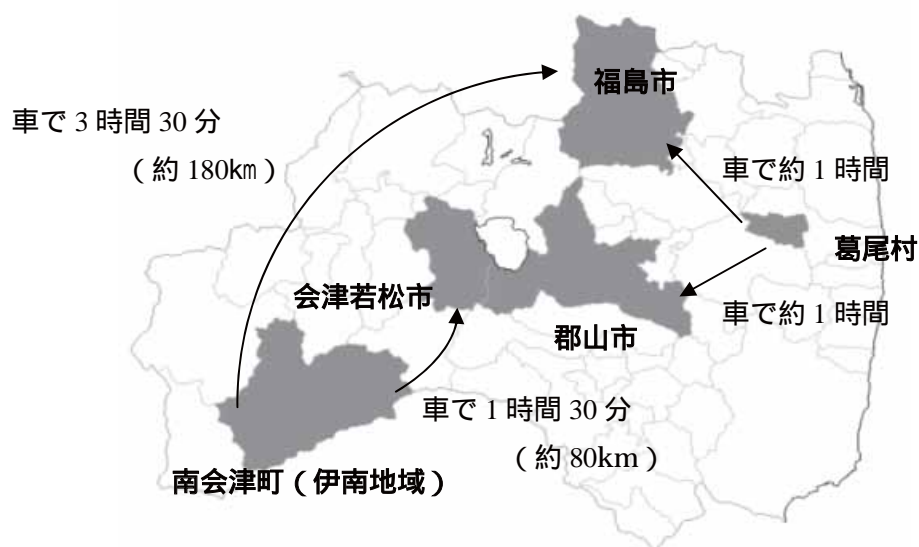 福島市
車で 3 時間 30 分
（約 180㎞）
車で約 1 時間
葛尾村
会津若松市
車で約 1 時間
郡山市
車で 1 時間 30 分
（約 80km）
南会津町（伊南地域）